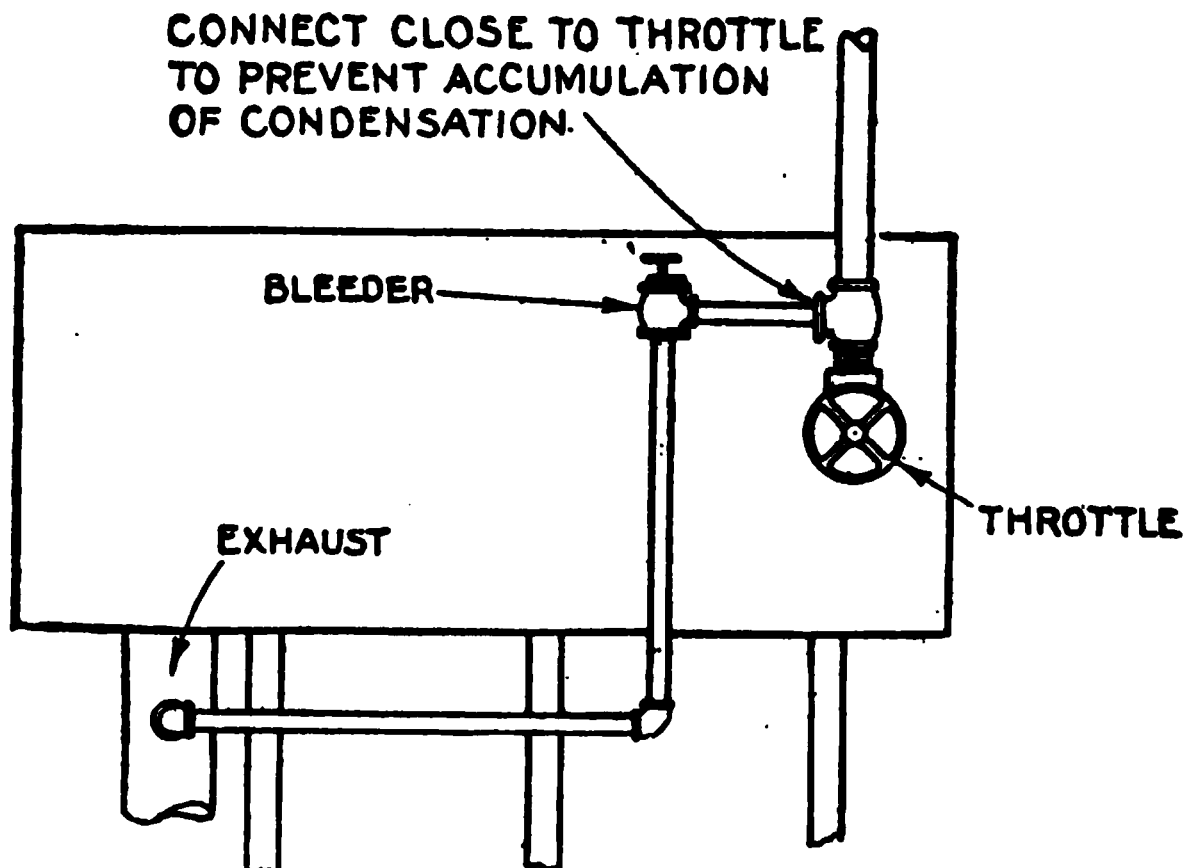 CONNECT CLOSE TO THROTTLE
TO PREVENT ACCUMULATION
OF CONDENSATION.
BLEEDER
THROTTLE
EXHAUST